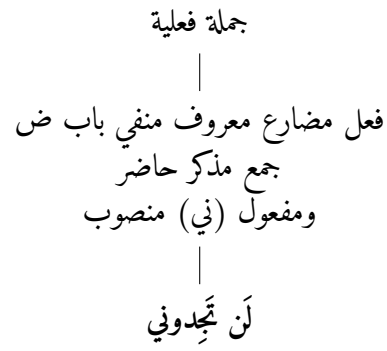 جملة فعلية
فعل مضارع معروف منفي باب ض
جمع مذكر حاضر
ومفعول (ني) منصوب
لَن تَجِدوني